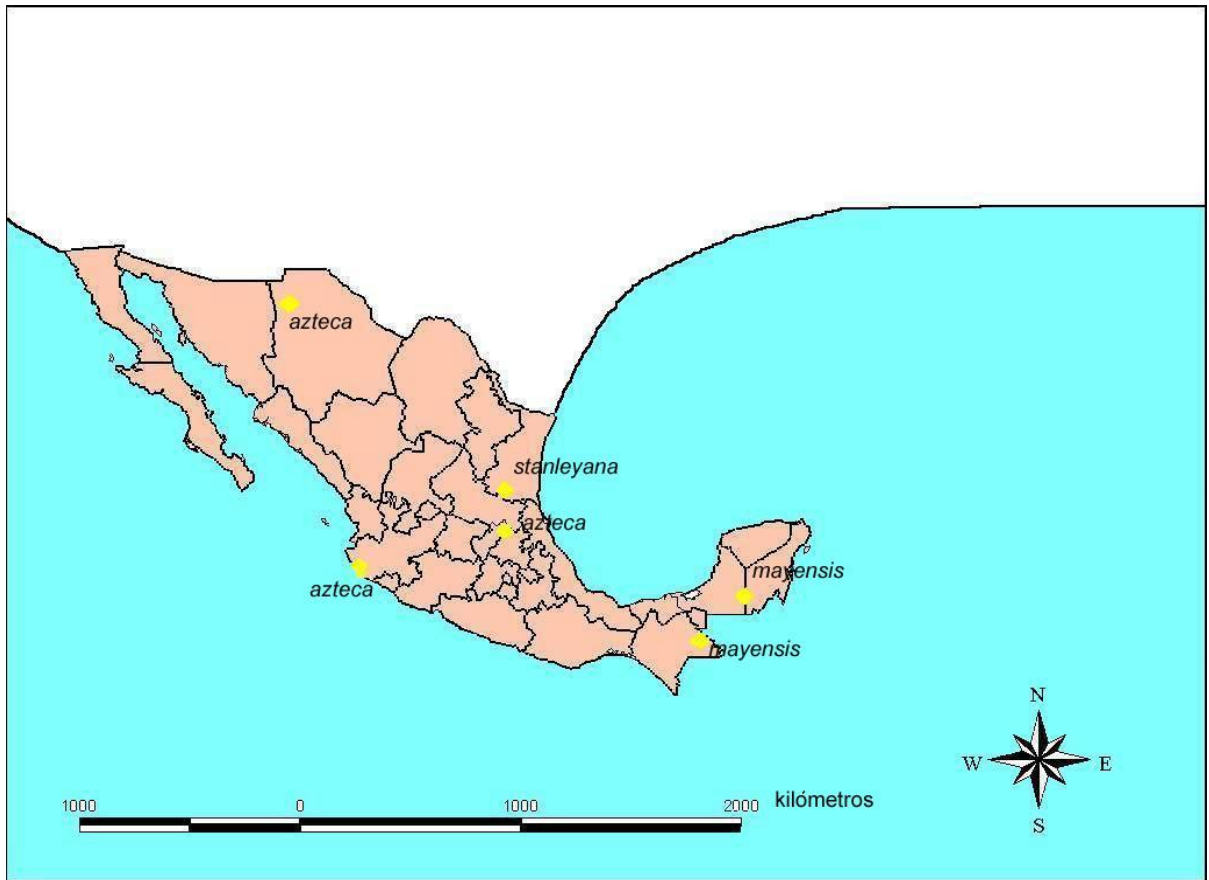 azteca
stanleyana
azteca
mayensis
azteca
mayensis
N
W E
S
1000 0 1000 2000 kilómetros